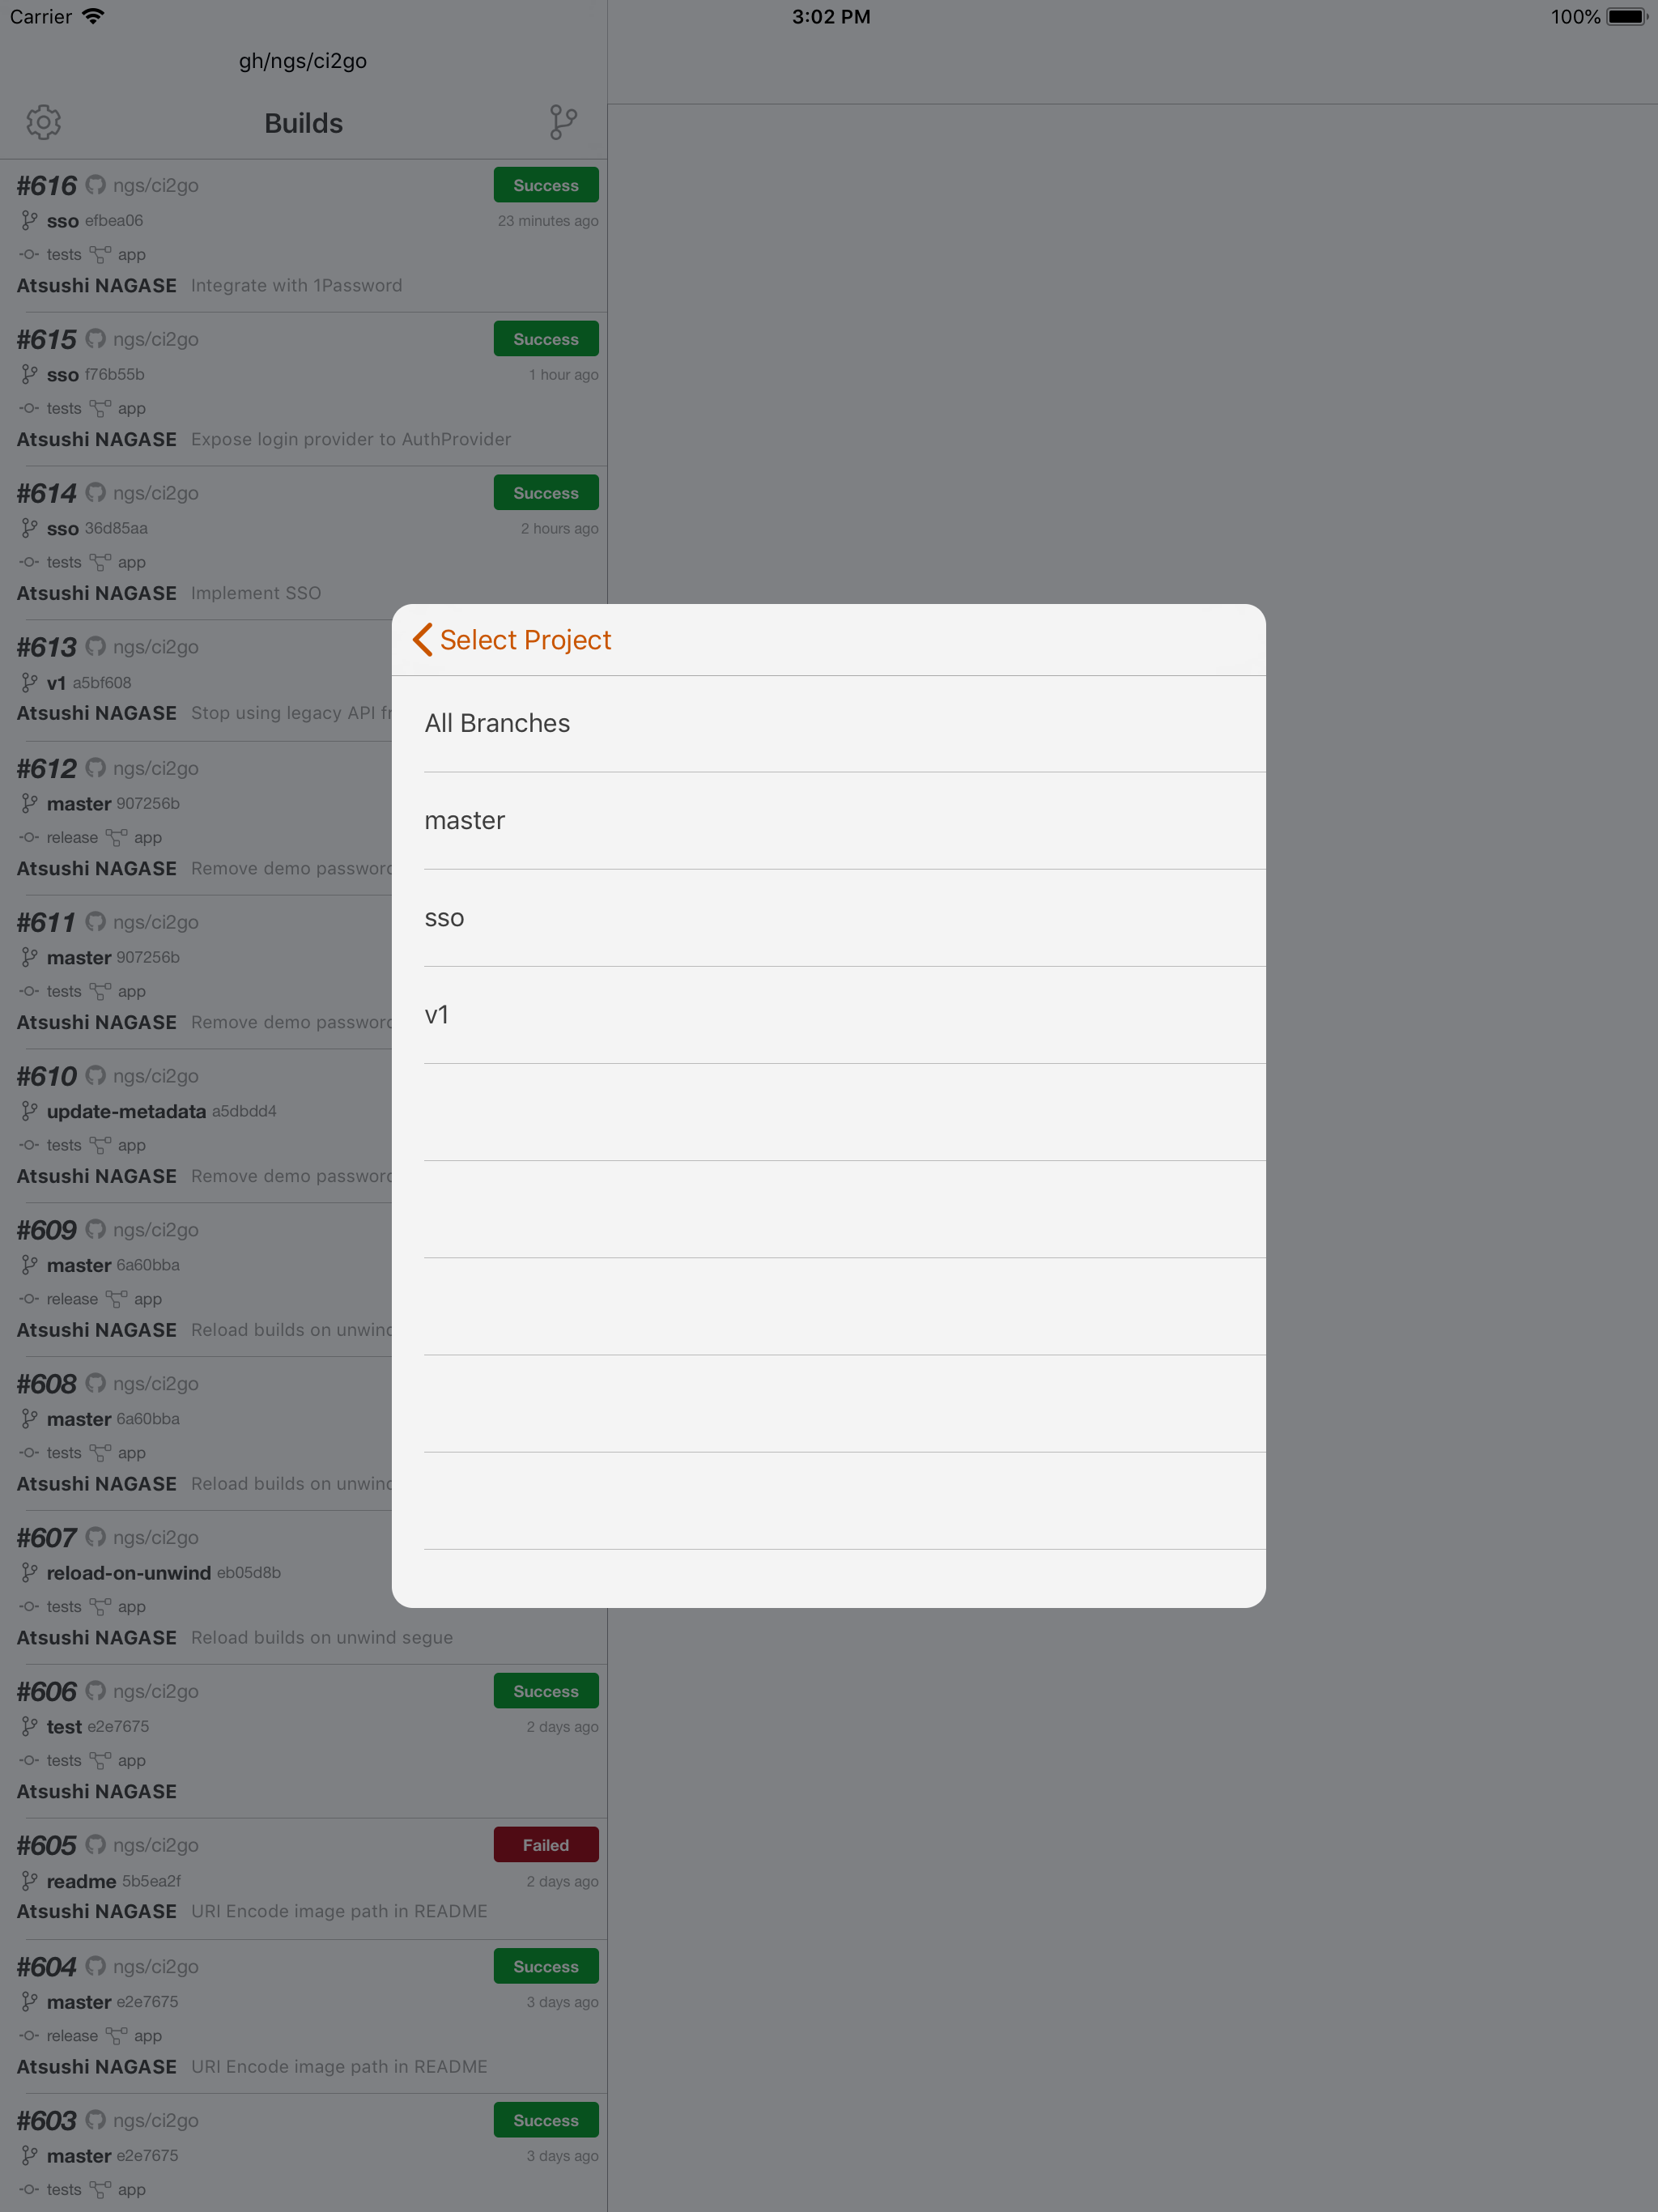 Carrier 3:02 PM 100%
gh/ngs/ci2go
Builds
#616 ngs/ci2go Success
sso efbea06 23 minutes ago
tests app
Atsushi NAGASE Integrate with 1Password
#615 ngs/ci2go Success
sso f76b55b 1 hour ago
tests app
Atsushi NAGASE Expose login provider to AuthProvider
#614 ngs/ci2go Success
sso 36d85aa 2 hours ago
tests app
Atsushi NAGASE Implement SSO
#613 ngs/ci2go
v1 a5bf608
Atsushi NAGASE Stop using legacy API
#612 ngs/ci2go
master 907256b
release app
Atsushi NAGASE Remove demo password
#611 ngs/ci2go
master 907256b
tests app
Atsushi NAGASE Remove demo password
#610 ngs/ci2go
update-metadata a5dbdd4
tests app
Atsushi NAGASE Remove demo password
#609 ngs/ci2go
master 6a60bba
release app
Atsushi NAGASE Reload builds on unwind
#608 ngs/ci2go
master 6a60bba
tests app
Atsushi NAGASE Reload builds on unwind
#607 ngs/ci2go
reload-on-unwind eb05d8b
tests app
Atsushi NAGASE Reload builds on unwind segue
#606 ngs/ci2go Success
test e2e7675 2 days ago
tests app
Atsushi NAGASE
#605 ngs/ci2go Failed
readme 5b5ea2f 2 days ago
Atsushi NAGASE URI Encode image path in README
#604 ngs/ci2go Success
master e2e7675 3 days ago
release app
Atsushi NAGASE URI Encode image path in README
#603 ngs/ci2go Success
master e2e7675 3 days ago
tests app
Select Project
All Branches
master
sso
v1